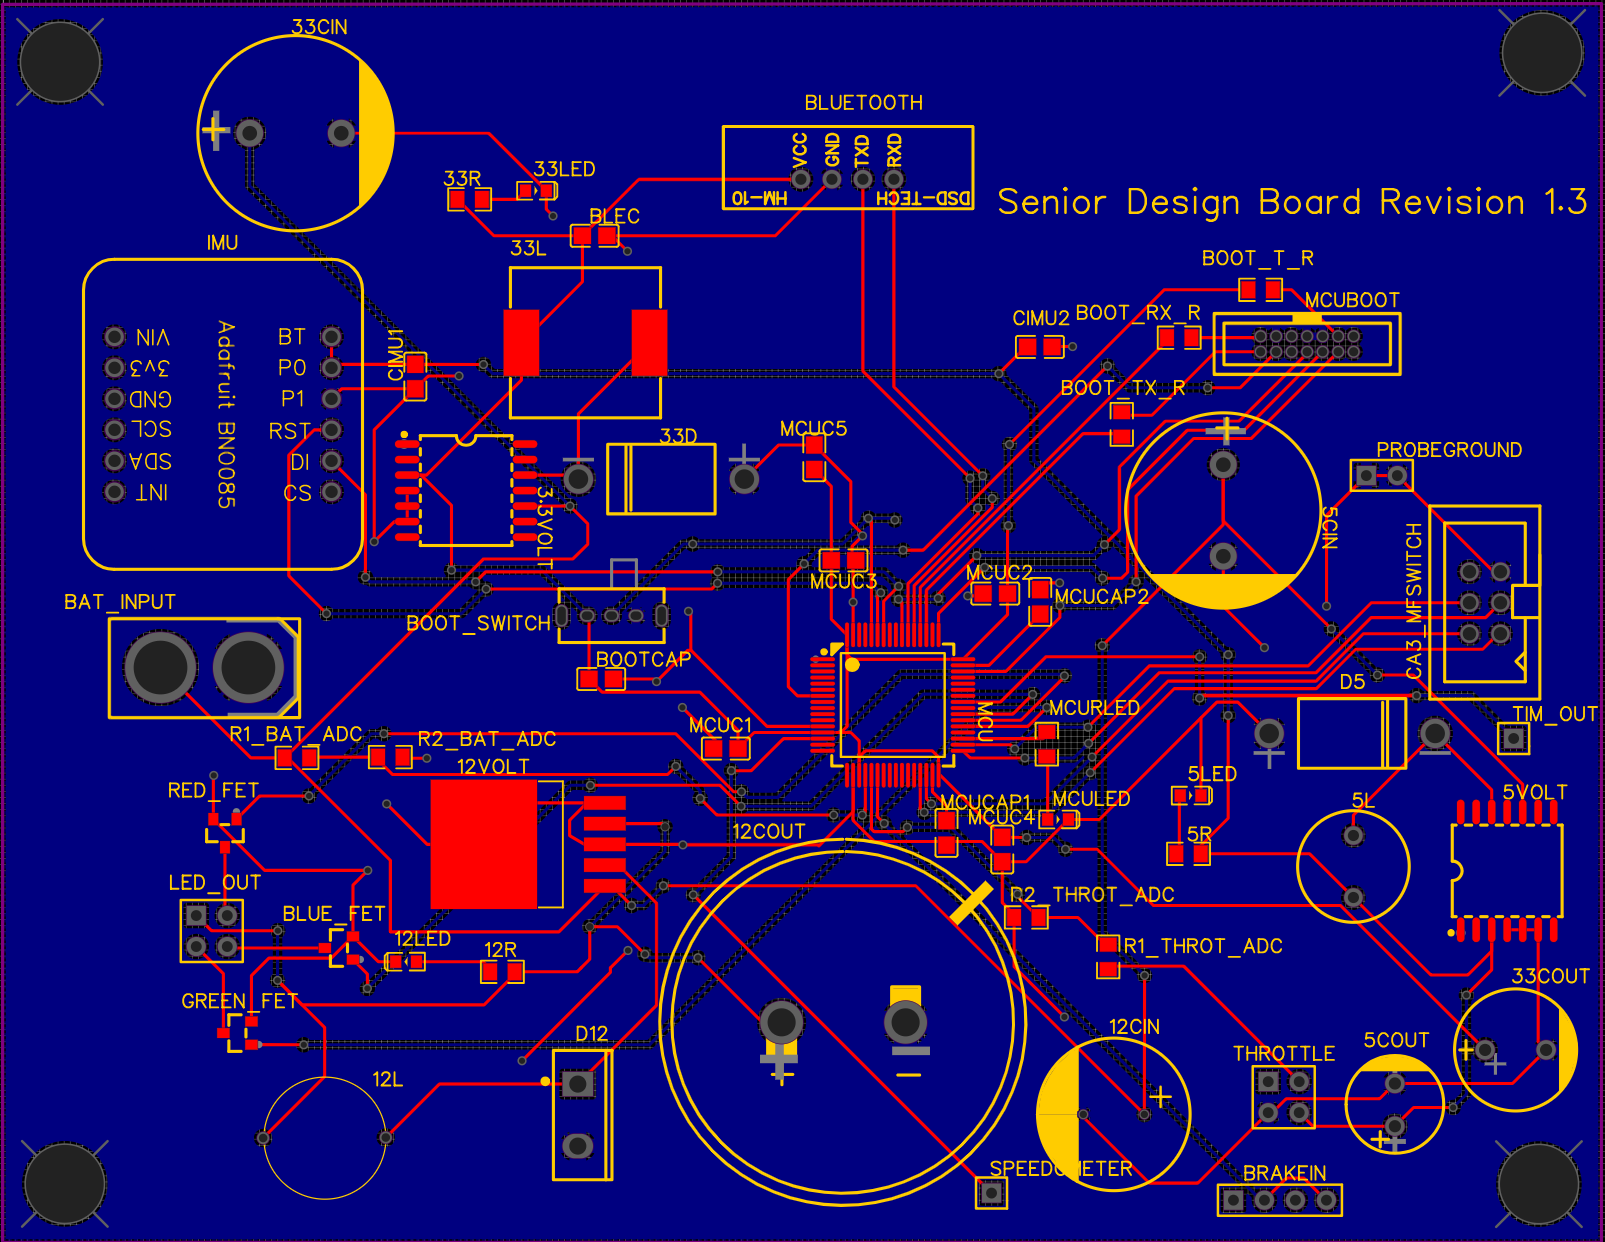 33CIN
BLUETOOTH
VCC
GND
TXD
RXD
HM-10
DSD-TECH
33R
33LED
BLEC
33L
Senior Design Board Revision 1.3
IMU
BOOT_T_R
MCUBOOT
BOOT_RX_R
CIMU2
VIN
3v3
GND
SCL
SDA
INT
Adafruit BNO085
BT
P0
P1
RST
DI
CS
CIMU1
BOOT_TX_R
33D
MCUC5
PROBEGROUND
3.3VOLT
5CIN
CA3_MFSWITCH
MCUC3
MCUC2
MCUCAP2
BAT_INPUT
BOOT_SWITCH
BOOTCAP
D5
MCU
MCURLED
TIM_OUT
R1_BAT_ADC
R2_BAT_ADC
MCUC1
12VOLT
RED_FET
5LED
5VOLT
MCUCAP1
MCULED
MCUC4
5L
12COUT
5R
LED_OUT
BLUE_FET
R2_THROT_ADC
12LED
12R
R1_THROT_ADC
33COUT
GREEN_FET
D12
12CIN
5COUT
THROTTLE
12L
SPEEDOMETER
BRAKEIN